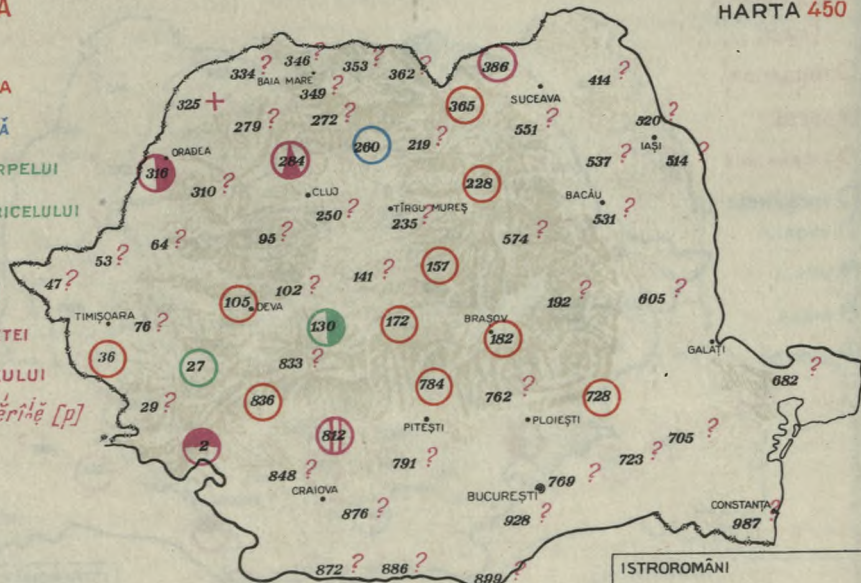 A
HARTA 450
A
Ă
RPELUI
RICELULUI
TEI
ULUI
[p]
334 ?
346 ?
353 ?
362 ?
386
BAIA MARE
349 ?
325 +
365
SUCEAVA
414 ?
279 ?
272 ?
551 ?
520 ?
IAȘI
514 ?
ORADEA
316
284
260
219 ?
537 ?
310 ?
CLUJ
228
BACĂU
531 ?
250 ?
TÎRGU MUREȘ
235 ?
64 ?
95 ?
574 ?
53 ?
47 ?
141 ?
157
102 ?
105
DEVA
192 ?
605 ?
TIMIȘOARA
76 ?
130
172
BRAȘOV
182
GALAȚI
36
27
833 ?
682 ?
29 ?
836
784
762 ?
728
PITEȘTI
PLOIEȘTI
2
812
791 ?
723 ?
705 ?
848 ?
CRAIOVA
769 ?
BUCUREȘTI
876 ?
928 ?
CONSTANȚA
987 ?
872 ?
886 ?
899 ?
ISTROROMÂNI